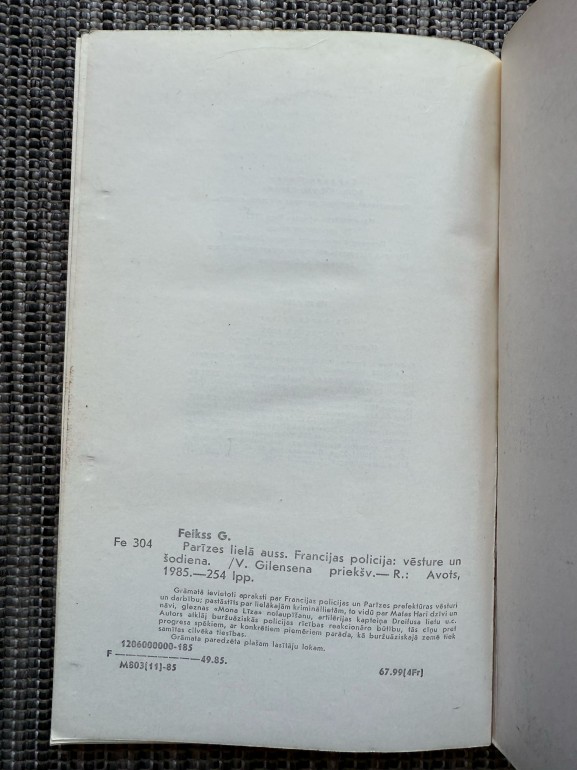 Feikss G.
Fe 304 Parīzes lielā auss. Francijas policija: vēsture un
šodiena. /V. Gilensena priekšv.— R.: Avots,
1985.—254 lpp.
Grāmatā ievietoti apraksti par Francijas policijas un Parīzes prefektūras vēsturi
un darbību; pastāstīts par lielākajām krimināllietām, to vidū par Matas Hari dzīvi un
nāvi, gleznas »Mona Līza« nolaupīšanu, artilērijas kapteiņa Dreifusa lietu u.c.
Autors atklāj buržuāziskās policijas rīcības reakcionāro būtību, tās cīņu pret
progresa spēkiem, ar konkrētiem piemēriem parāda, kā buržuāziskajā zemē tiek
samītas cilvēka tiesības.
Grāmata paredzēta plašam lasītāju lokam.
1206000000-185
F————————49.85.
M803[11]-85
67.99[4Fr]